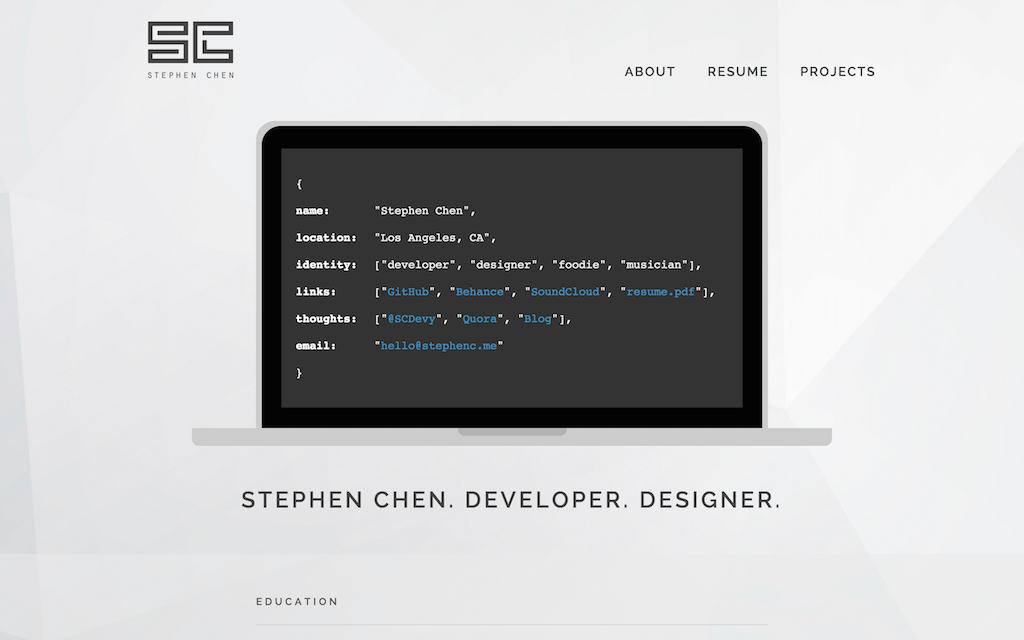 SC
STEPHEN CHEN
ABOUT RESUME PROJECTS
{
name: "Stephen Chen",
location: "Los Angeles, CA",
identity: ["developer", "designer", "foodie", "musician"],
links: ["GitHub", "Behance", "SoundCloud", "resume.pdf"],
thoughts: ["@SCDevy", "Quora", "Blog"],
email: "hello@stephenc.me"
}
STEPHEN CHEN. DEVELOPER. DESIGNER.
EDUCATION